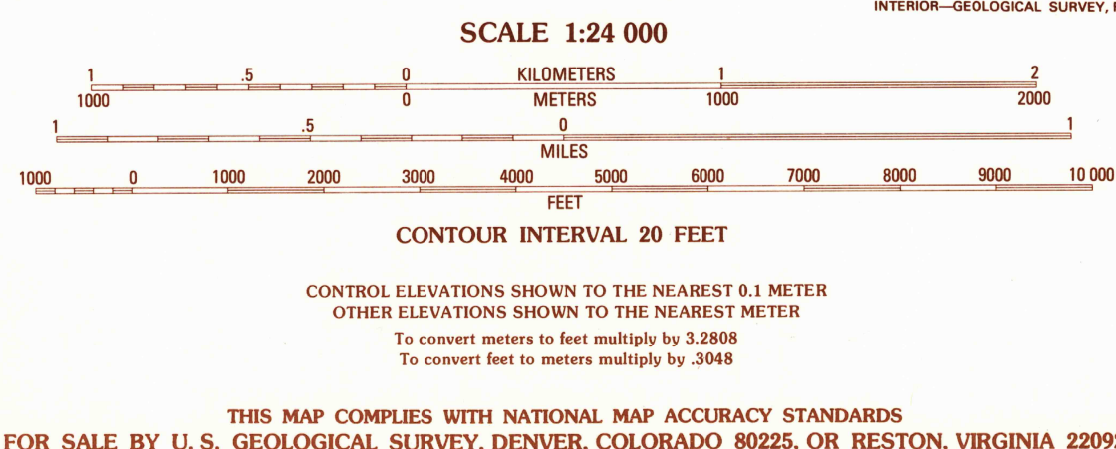 INTERIOR—GEOLOGICAL SURVEY,
SCALE 1:24 000
1 .5 0 KILOMETERS 1 2
1000 0 METERS 1000 2000
1 .5 0 1
MILES
1000 0 1000 2000 3000 4000 5000 6000 7000 8000 9000 10 000
FEET
CONTOUR INTERVAL 20 FEET
CONTROL ELEVATIONS SHOWN TO THE NEAREST 0.1 METER
OTHER ELEVATIONS SHOWN TO THE NEAREST METER
To convert meters to feet multiply by 3.2808
To convert feet to meters multiply by .3048
THIS MAP COMPLIES WITH NATIONAL MAP ACCURACY STANDARDS
FOR SALE BY U. S. GEOLOGICAL SURVEY, DENVER, COLORADO 80225, OR RESTON, VIRGINIA